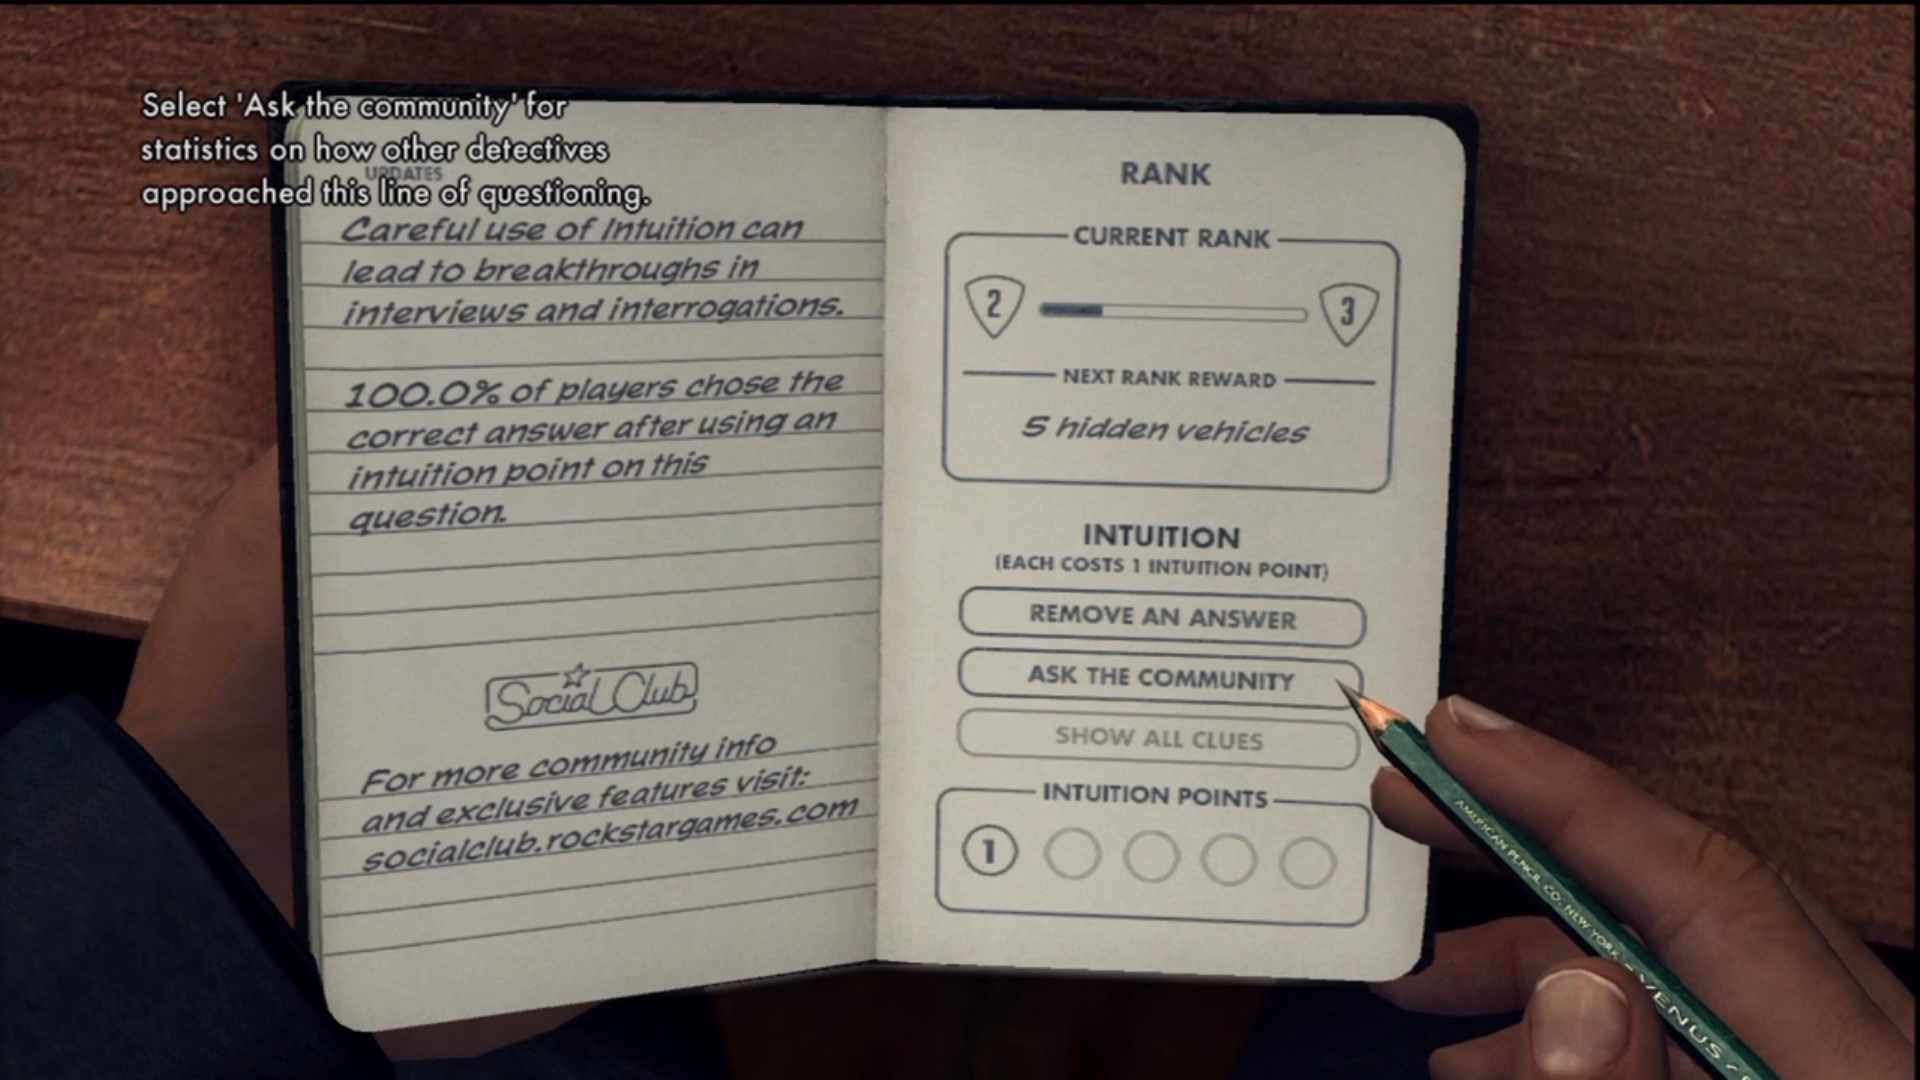 Select 'Ask the community' for
statistics on how other detectives
approached this line of questioning.
UPDATES
Careful use of Intuition can
lead to breakthroughs in
interviews and interrogations.
100.0% of players chose the
correct answer after using an
intuition point on this
question.
Social Club
For more community info
and exclusive features visit:
socialclub.rockstargames.com
RANK
CURRENT RANK
2 3
NEXT RANK REWARD
5 hidden vehicles
INTUITION
(EACH COSTS 1 INTUITION POINT)
REMOVE AN ANSWER
ASK THE COMMUNITY
SHOW ALL CLUES
INTUITION POINTS
1
AMERICAN PENCIL CO. NEW YORK
VENUS